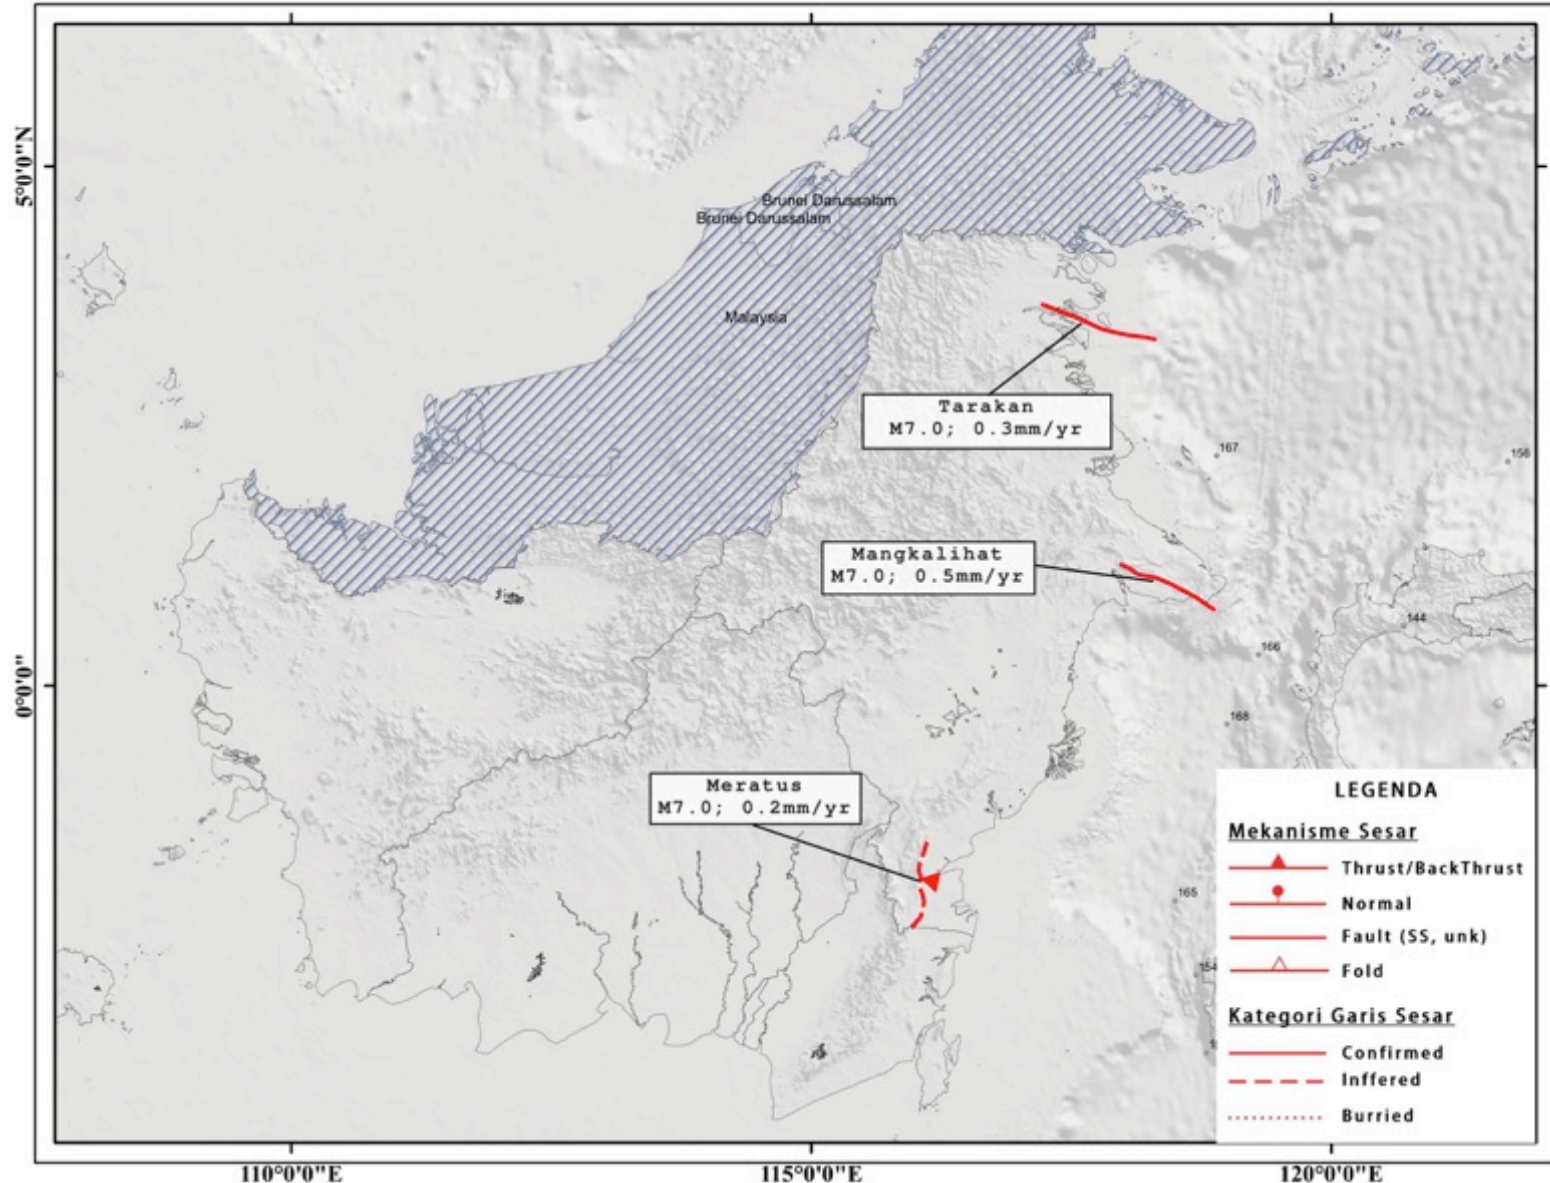 5°0'0"N
Brunei Darussalam
Brunei Darussalam
Malaysia
Tarakan
M7.0; 0.3mm/yr
167
156
Mangkalihat
M7.0; 0.5mm/yr
144
166
0°0'0"
168
Meratus
M7.0; 0.2mm/yr
165
154
LEGENDA
Mekanisme Sesar
Thrust/BackThrust
Normal
Fault (SS, unk)
Fold
Kategori Garis Sesar
Confirmed
Inffered
Burried
110°0'0"E
115°0'0"E
120°0'0"E